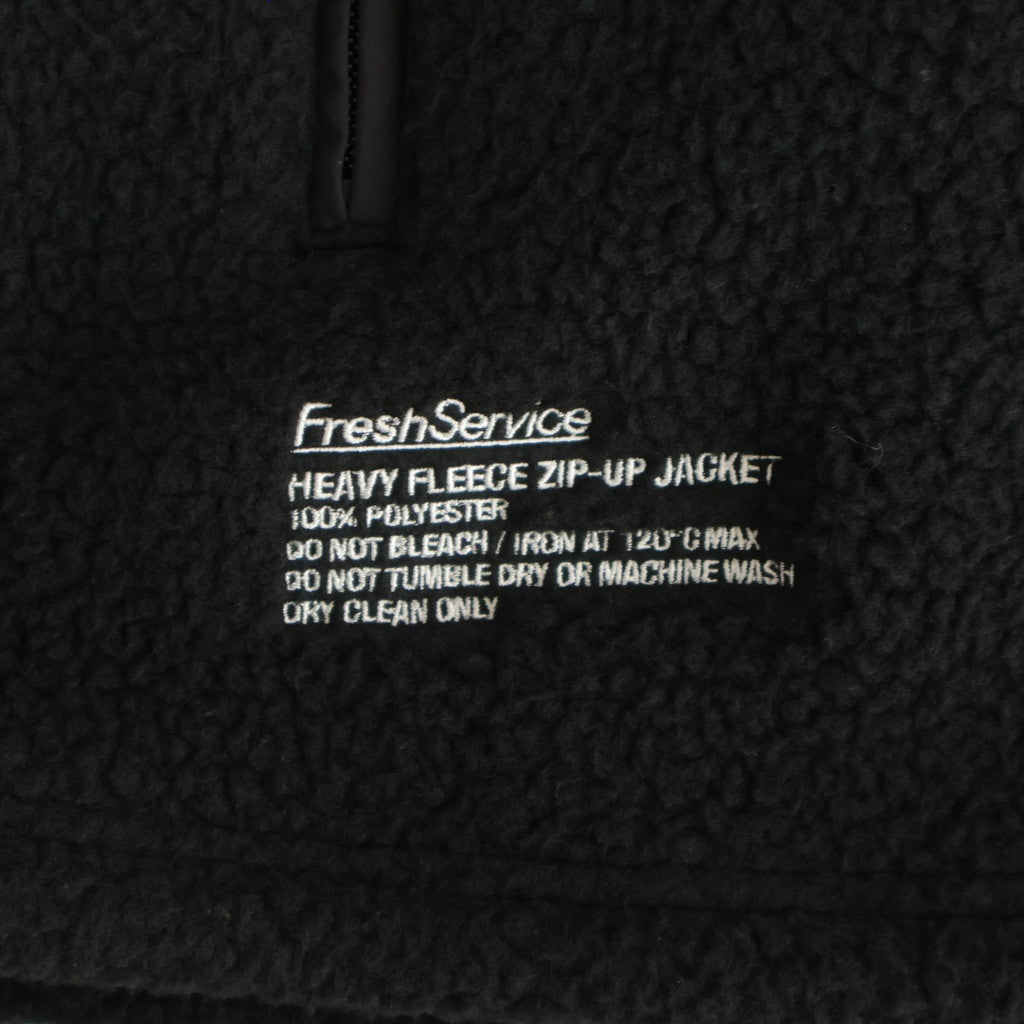 FreshService
HEAVY FLEECE ZIP-UP JACKET
100% POLYESTER
DO NOT BLEACH / IRON AT 120°C MAX
DO NOT TUMBLE DRY OR MACHINE WASH
DRY CLEAN ONLY